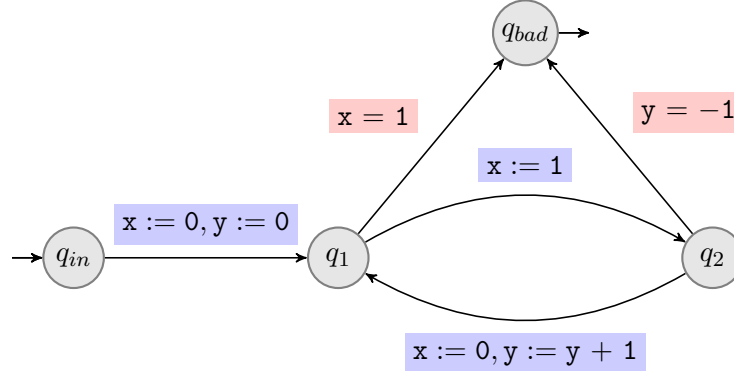 q_bad
x = 1
y = −1
x := 1
x := 0, y := 0
q_in
q_1
q_2
x := 0, y := y + 1